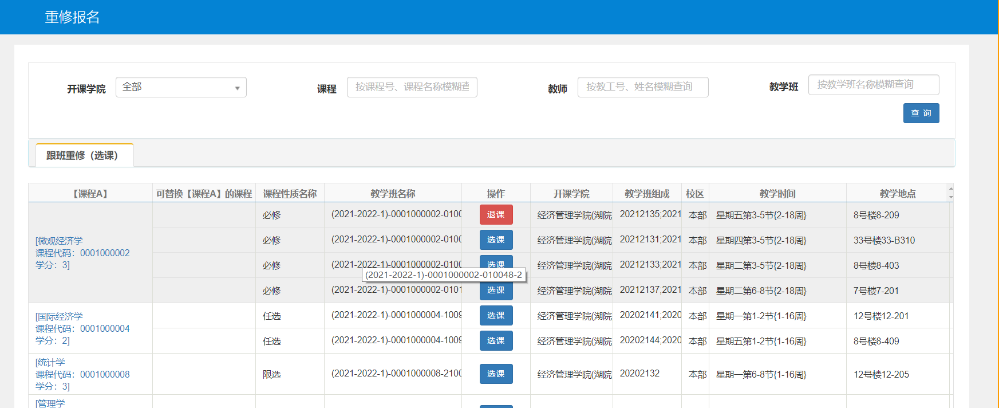 重修报名
开课学院 全部 课程 按课程号、课程名称模糊查 教师 按教工号、姓名模糊查询 教学班 按教学班名称模糊查询
查 询
跟班重修（选课）
【课程A】 可替换【课程A】的课程 课程性质名称 教学班名称 操作 开课学院 教学班组成 校区 教学时间 教学地点
[微观经济学
课程代码：0001000002
学分：3]
必修 (2021-2022-1)-0001000002-0100 退课 经济管理学院(湖院 20212135;2021 本部 星期五第3-5节{2-18周} 8号楼8-209
必修 (2021-2022-1)-0001000002-0100 选课 经济管理学院(湖院 20212131;2021 本部 星期四第3-5节{2-18周} 33号楼33-B310
必修 (2021-2022-1)-0001000002-0100 选课 经济管理学院(湖院 20212133;2021 本部 星期二第3-5节{2-18周} 8号楼8-403
(2021-2022-1)-0001000002-010048-2
必修 (2021-2022-1)-0001000002-0101 选课 经济管理学院(湖院 20212137;2021 本部 星期二第6-8节{2-18周} 7号楼7-201
[国际经济学
课程代码：0001000004
学分：2]
任选 (2021-2022-1)-0001000004-1009 选课 经济管理学院(湖院 20202141;2020 本部 星期一第1-2节{1-16周} 12号楼12-201
任选 (2021-2022-1)-0001000004-1009 选课 经济管理学院(湖院 20202144;2020 本部 星期五第1-2节{1-16周} 8号楼8-409
[统计学
课程代码：0001000008
学分：3]
限选 (2021-2022-1)-0001000008-2100 选课 经济管理学院(湖院 20202132 本部 星期一第6-8节{1-16周} 12号楼12-205
[管理学